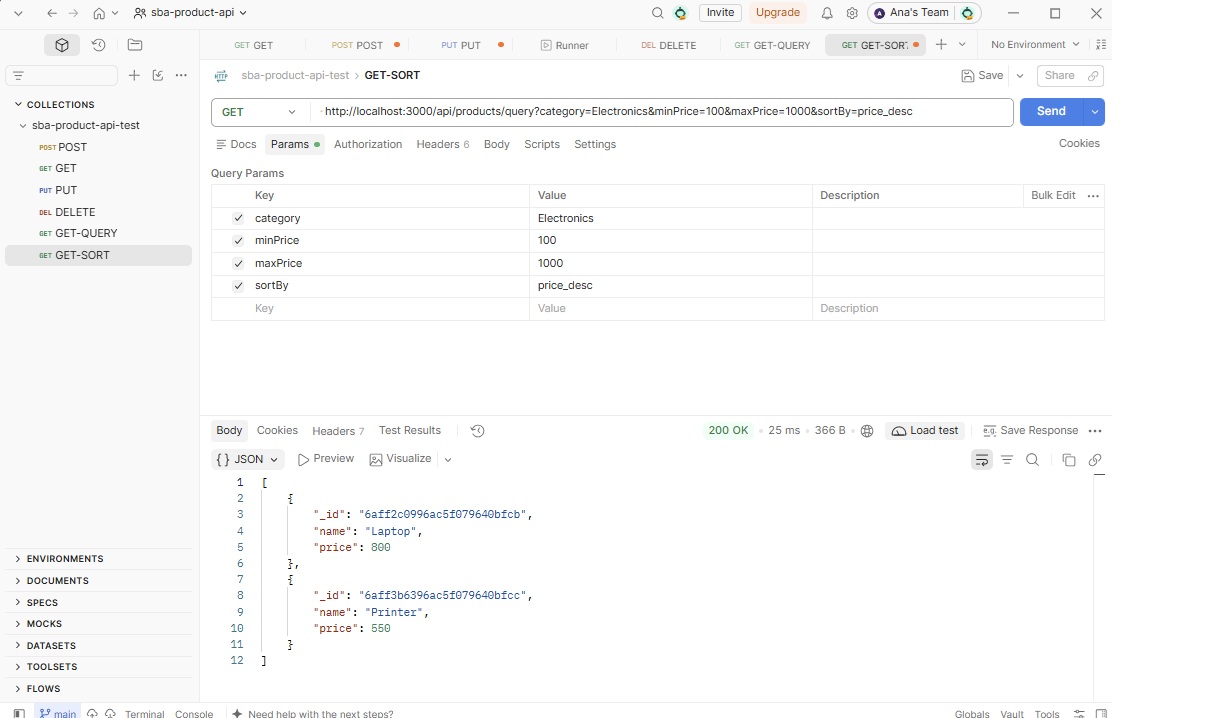 sba-product-api
Invite
Upgrade
A Ana's Team
GET GET
POST POST
PUT PUT
Runner
DEL DELETE
GET GET-QUERY
GET GET-SOR
No Environment
HTTP sba-product-api-test > GET-SORT
Save
Share
COLLECTIONS
sba-product-api-test
POST POST
GET GET
PUT PUT
DEL DELETE
GET GET-QUERY
GET GET-SORT
GET
http://localhost:3000/api/products/query?category=Electronics&minPrice=100&maxPrice=1000&sortBy=price_desc
Send
Docs Params Authorization Headers 6 Body Scripts Settings
Cookies
Query Params
Key Value Description Bulk Edit
category Electronics
minPrice 100
maxPrice 1000
sortBy price_desc
Key Value Description
Body Cookies Headers 7 Test Results
200 OK 25 ms 366 B Load test e.g. Save Response
{ } JSON Preview Visualize
1 [
2 {
3 "_id": "6aff2c0996ac5f079640bfcb",
4 "name": "Laptop",
5 "price": 800
6 },
7 {
8 "_id": "6aff3b6396ac5f079640bfcc",
9 "name": "Printer",
10 "price": 550
11 }
12 ]
ENVIRONMENTS
DOCUMENTS
SPECS
MOCKS
DATASETS
TOOLSETS
FLOWS
main
Terminal Console
Need help with the next steps?
Globals Vault Tools